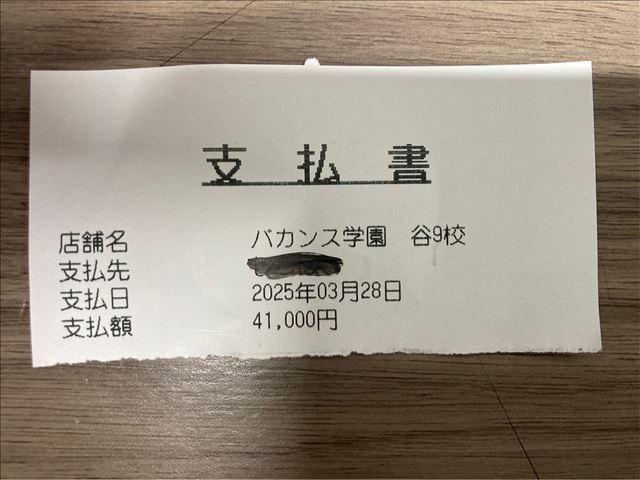 支払書
店舗名 バカンス学園 谷9校
支払先
支払日 2025年03月28日
支払額 41,000円